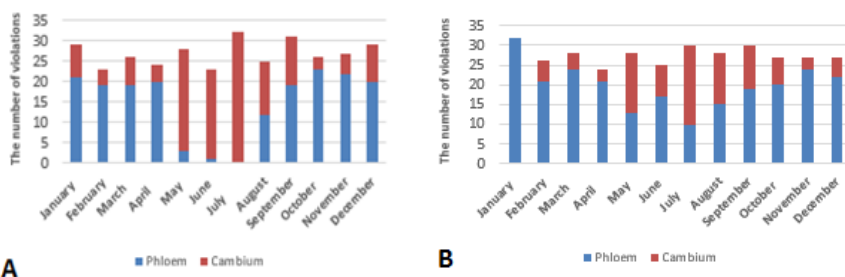 The number of violations
35
30
25
20
15
10
5
0
January
February
March
April
May
June
July
August
September
October
November
December
Phloem
Cambium
A
The number of violations
35
30
25
20
15
10
5
0
January
February
March
April
May
June
July
August
September
October
November
December
Phloem
Cambium
B